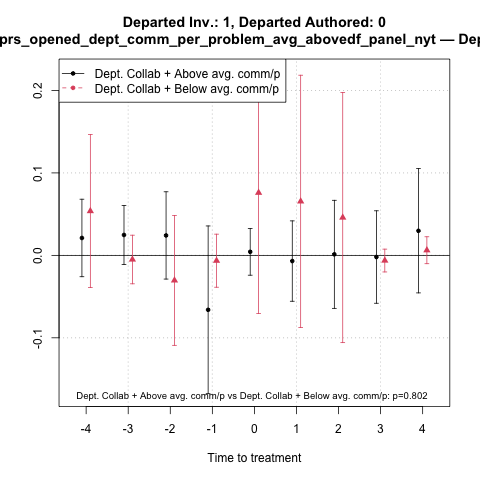 Departed Inv.: 1, Departed Authored: 0
prs_opened_dept_comm_per_problem_avg_abovedf_panel_nyt — Dep
Dept. Collab + Above avg. comm/p
Dept. Collab + Below avg. comm/p
0.2
0.1
0.0
-0.1
Dept. Collab + Above avg. comm/p vs Dept. Collab + Below avg. comm/p: p=0.802
-4 -3 -2 -1 0 1 2 3 4
Time to treatment